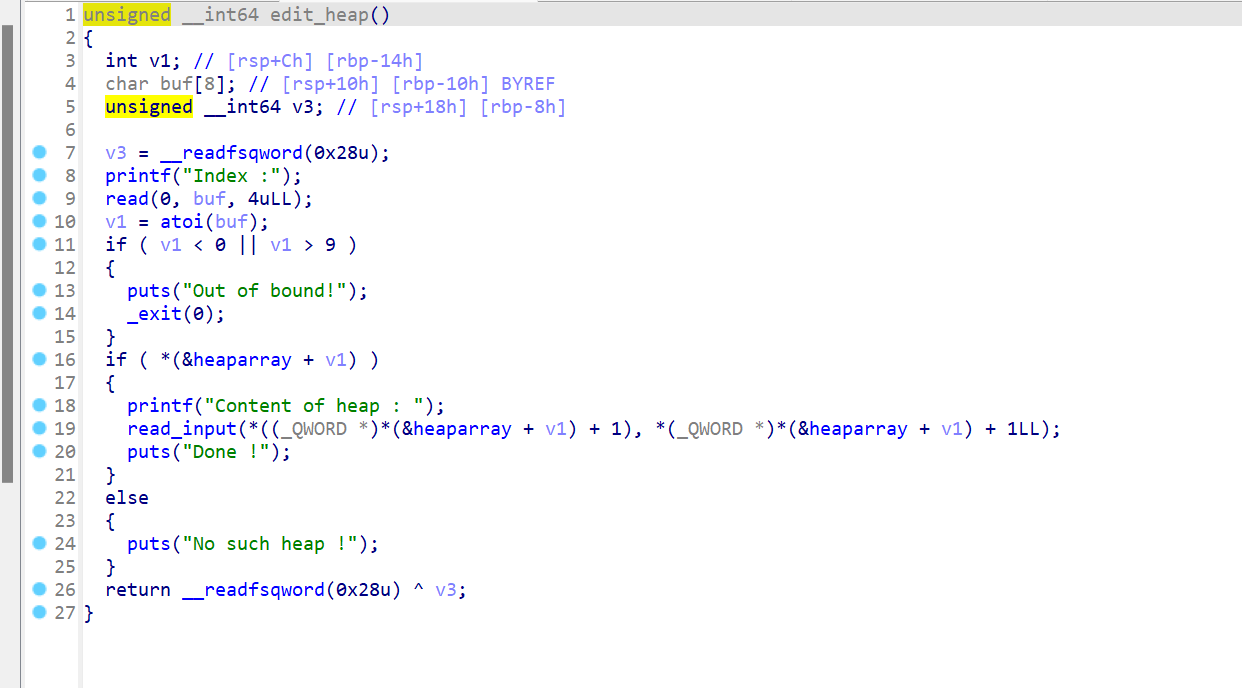 1 unsigned __int64 edit_heap()
2 {
3   int v1; // [rsp+Ch] [rbp-14h]
4   char buf[8]; // [rsp+10h] [rbp-10h] BYREF
5   unsigned __int64 v3; // [rsp+18h] [rbp-8h]
6
7   v3 = __readfsqword(0x28u);
8   printf("Index :");
9   read(0, buf, 4uLL);
10   v1 = atoi(buf);
11   if ( v1 < 0 || v1 > 9 )
12   {
13     puts("Out of bound!");
14     _exit(0);
15   }
16   if ( *(&heaparray + v1) )
17   {
18     printf("Content of heap : ");
19     read_input(*((_QWORD *)*(&heaparray + v1) + 1), *(_QWORD *)*(&heaparray + v1) + 1LL);
20     puts("Done !");
21   }
22   else
23   {
24     puts("No such heap !");
25   }
26   return __readfsqword(0x28u) ^ v3;
27 }